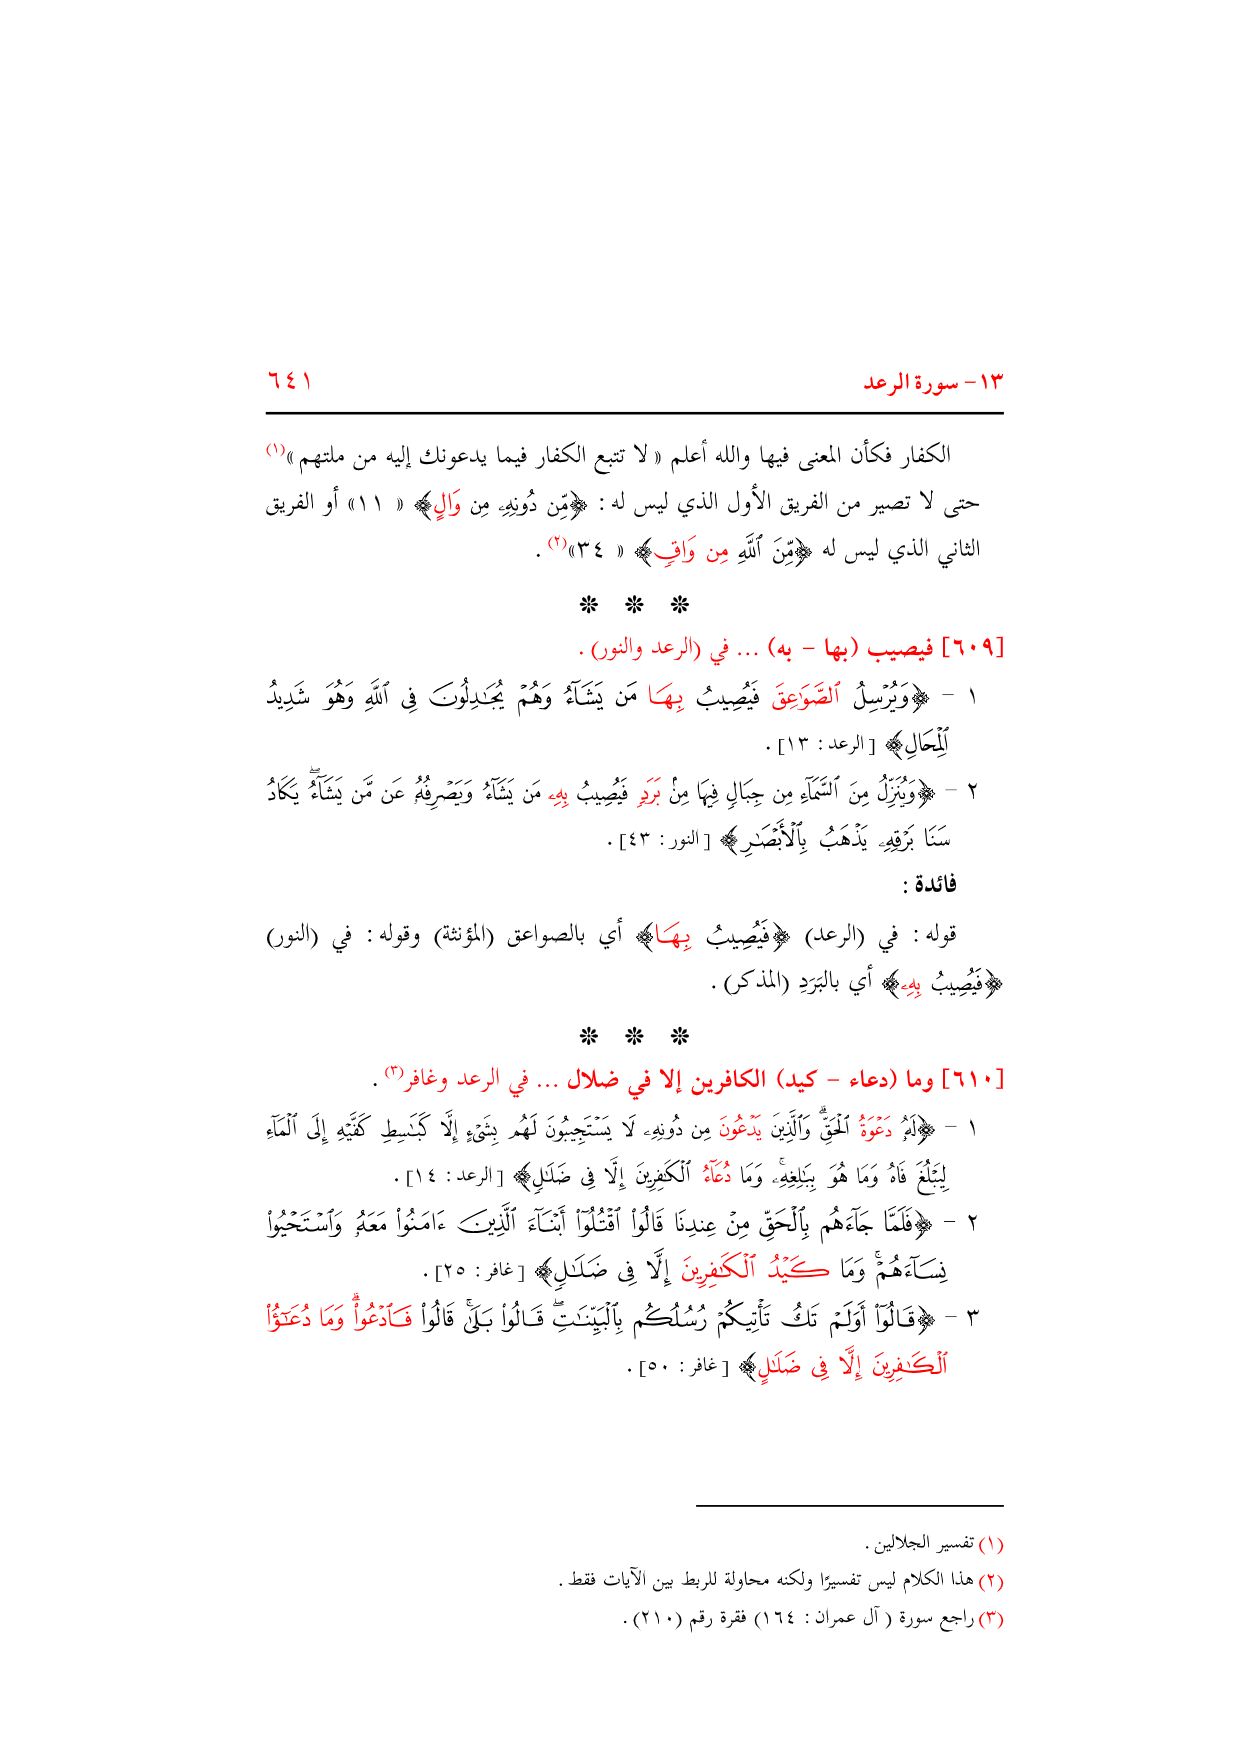 ١٣- سورة الرعد ٦٤١
الكفار فكأن المعنى فيها والله أعلم « لا تتبع الكفار فيما يدعونك إليه من ملتهم »(١)
حتى لا تصير من الفريق الأول الذي ليس له : ﴿مِّن دُونِهِۦ مِن وَالٍ﴾ « ١١» أو الفريق
الثاني الذي ليس له ﴿مِّنَ ٱللَّهِ مِن وَاقٖ﴾ « ٣٤»(٢) .
❊ ❊ ❊
[٦٠٩] فيصيب (بها – به) ... في (الرعد والنور) .
١ – ﴿وَيُرۡسِلُ ٱلصَّوَٰعِقَ فَيُصِيبُ بِهَا مَن يَشَآءُ وَهُمۡ يُجَٰدِلُونَ فِي ٱللَّهِ وَهُوَ شَدِيدُ
ٱلۡمِحَالِ﴾ [الرعد : ١٣] .
٢ – ﴿وَيُنَزِّلُ مِنَ ٱلسَّمَآءِ مِن جِبَالٖ فِيهَا مِنۢ بَرَدٖ فَيُصِيبُ بِهِۦ مَن يَشَآءُ وَيَصۡرِفُهُۥ عَن مَّن يَشَآءُۖ يَكَادُ
سَنَا بَرۡقِهِۦ يَذۡهَبُ بِٱلۡأَبۡصَٰرِ﴾ [النور : ٤٣] .
فائدة :
قوله : في (الرعد) ﴿فَيُصِيبُ بِهَا﴾ أي بالصواعق (المؤنثة) وقوله : في (النور)
﴿فَيُصِيبُ بِهِۦ﴾ أي بالبَرَدِ (المذكر) .
❊ ❊ ❊
[٦١٠] وما (دعاء – كيد) الكافرين إلا في ضلال ... في الرعد وغافر(٣) .
١ – ﴿لَهُۥ دَعۡوَةُ ٱلۡحَقِّۚ وَٱلَّذِينَ يَدۡعُونَ مِن دُونِهِۦ لَا يَسۡتَجِيبُونَ لَهُم بِشَيۡءٍ إِلَّا كَبَٰسِطِ كَفَّيۡهِ إِلَى ٱلۡمَآءِ
لِيَبۡلُغَ فَاهُ وَمَا هُوَ بِبَٰلِغِهِۦۚ وَمَا دُعَآءُ ٱلۡكَٰفِرِينَ إِلَّا فِي ضَلَٰلٖ﴾ [الرعد : ١٤] .
٢ – ﴿فَلَمَّا جَآءَهُم بِٱلۡحَقِّ مِنۡ عِندِنَا قَالُواْ ٱقۡتُلُوٓاْ أَبۡنَآءَ ٱلَّذِينَ ءَامَنُواْ مَعَهُۥ وَٱسۡتَحۡيُواْ
نِسَآءَهُمۡۚ وَمَا كَيۡدُ ٱلۡكَٰفِرِينَ إِلَّا فِي ضَلَٰلٖ﴾ [غافر : ٢٥] .
٣ – ﴿قَالُوٓاْ أَوَلَمۡ تَكُ تَأۡتِيكُمۡ رُسُلُكُم بِٱلۡبَيِّنَٰتِۖ قَالُواْ بَلَىٰۚ قَالُواْ فَٱدۡعُواْۗ وَمَا دُعَٰٓؤُاْ
ٱلۡكَٰفِرِينَ إِلَّا فِي ضَلَٰلٍ﴾ [غافر : ٥٠] .
(١) تفسير الجلالين .
(٢) هذا الكلام ليس تفسيرًا ولكنه محاولة للربط بين الآيات فقط .
(٣) راجع سورة ( آل عمران : ١٦٤) فقرة رقم (٢١٠) .